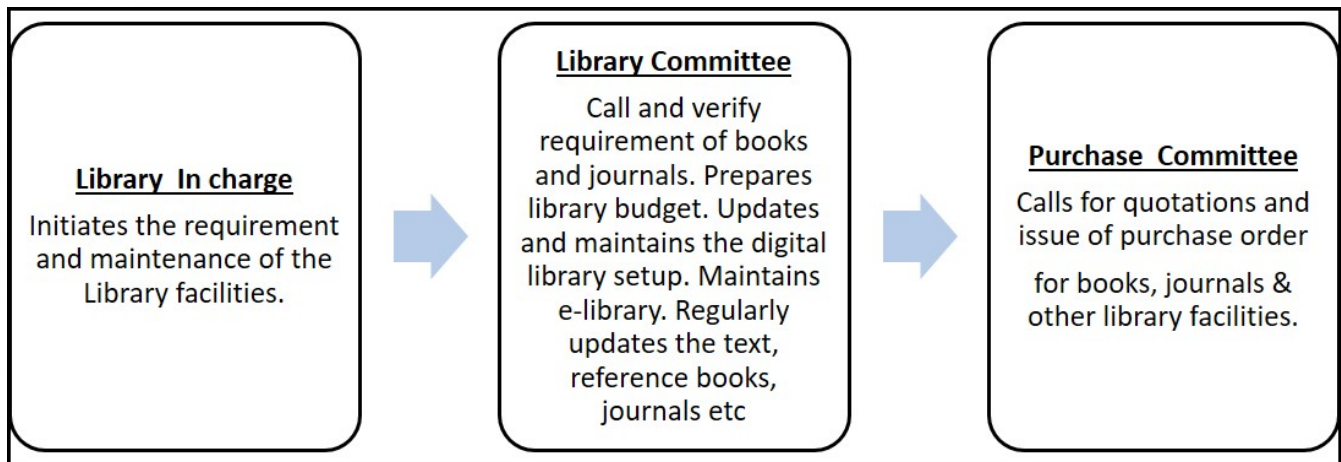 Library  In charge
Initiates the requirement
and maintenance of the
Library facilities.
Library Committee
Call and verify
requirement of books
and journals. Prepares
library budget. Updates
and maintains the digital
library setup. Maintains
e-library. Regularly
updates the text,
reference books,
journals etc
Purchase  Committee
Calls for quotations and
issue of purchase order
for books, journals &
other library facilities.